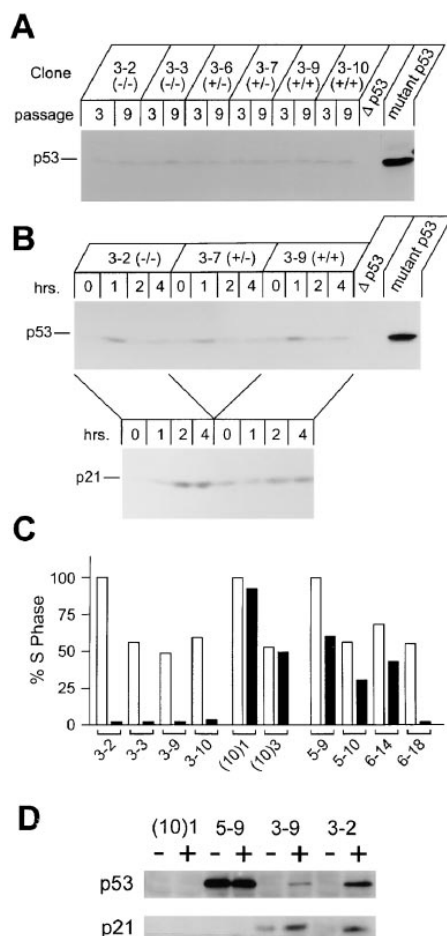 A
Clone 3-2 (-/-) 3-3 (-/-) 3-6 (+/-) 3-7 (+/-) 3-9 (+/+) 3-10 (+/+) Δ p53 mutant p53
passage 3 9 3 9 3 9 3 9 3 9 3 9
p53
B
3-2 (-/-) 3-7 (+/-) 3-9 (+/+) Δ p53 mutant p53
hrs. 0 1 2 4 0 1 2 4 0 1 2 4
p53
hrs. 0 1 2 4 0 1 2 4
p21
C
% S Phase
100
75
50
25
0
3-2 3-3 3-9 3-10 (10)1 (10)3 5-9 5-10 6-14 6-18
D
(10)1 5-9 3-9 3-2
- + - + - + - +
p53
p21